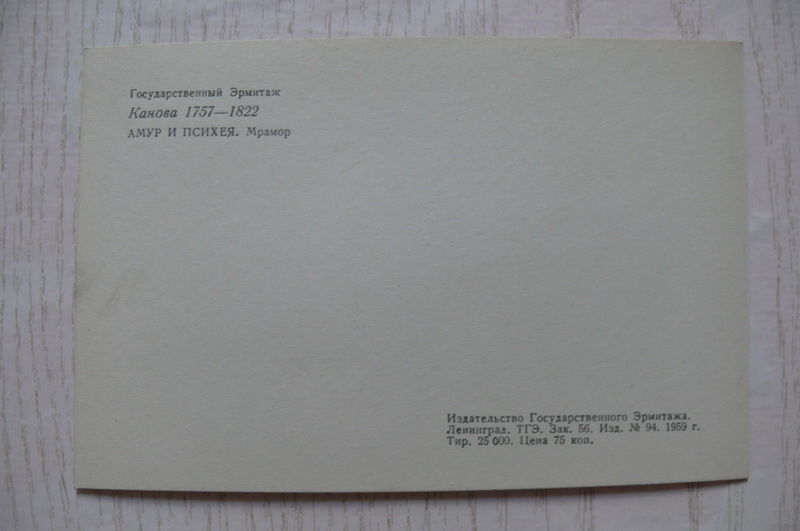 Государственный Эрмитаж
Канова 1757—1822
АМУР И ПСИХЕЯ. Мрамор
Издательство Государственного Эрмитажа.
Ленинград. ТГЭ. Зак. 56. Изд. № 94. 1959 г.
Тир. 25 000. Цена 75 коп.